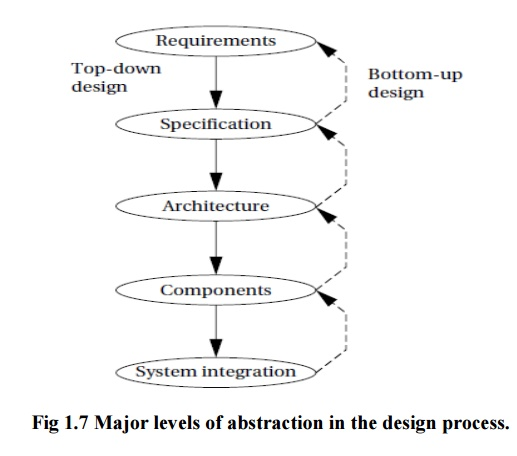 Requirements
Top-down
design
Bottom-up
design
Specification
Architecture
Components
System integration
Fig 1.7 Major levels of abstraction in the design process.